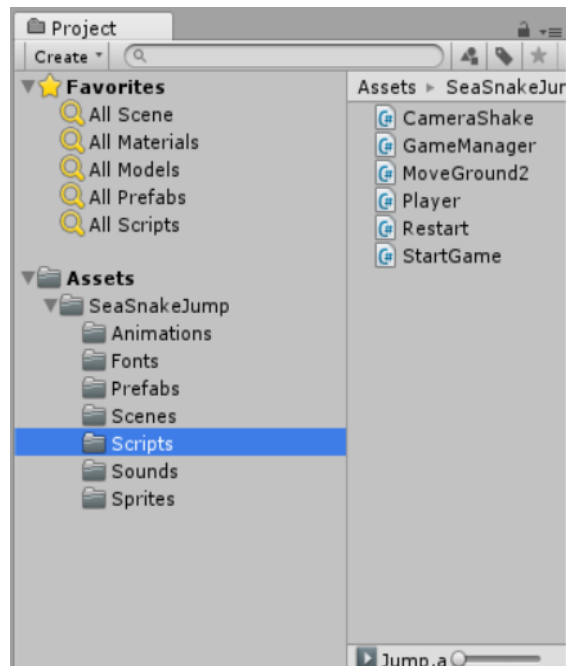 Project
Create
Favorites
All Scene
All Materials
All Models
All Prefabs
All Scripts
Assets
SeaSnakeJump
Animations
Fonts
Prefabs
Scenes
Scripts
Sounds
Sprites
Assets ▸ SeaSnakeJur
CameraShake
GameManager
MoveGround2
Player
Restart
StartGame
Jump.a